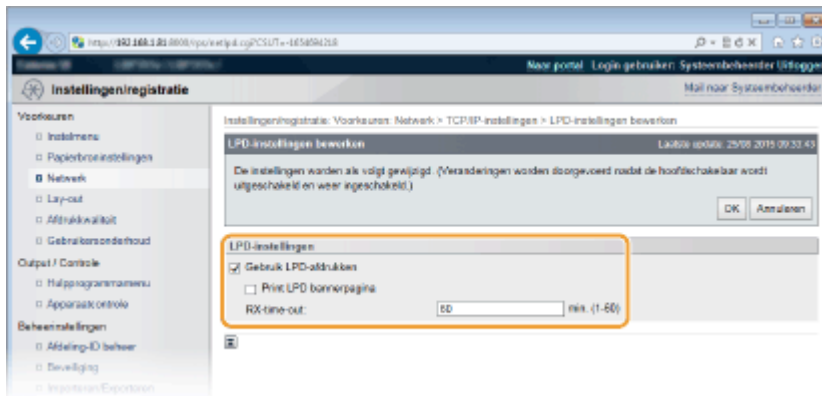 Naar portal Login gebruiker: Systeembeheerder Uitloggen
Instellingen/registratie
Mail naar Systeembeheerder
Voorkeuren
Instelmenu
Papierbroninstellingen
Netwerk
Lay-out
Afdrukkwaliteit
Gebruikersonderhoud
Output / Controle
Hulpprogrammamenu
Apparaatcontrole
Beheerinstellingen
Afdeling-ID beheer
Beveiliging
Importeren/Exporteren
Instellingen/registratie: Voorkeuren: Netwerk > TCP/IP-instellingen > LPD-instellingen bewerken
LPD-instellingen bewerken
Laatste update: 25/08 2015 09:33:43
De instellingen worden als volgt gewijzigd. (Veranderingen worden doorgevoerd nadat de hoofdschakelaar wordt
uitgeschakeld en weer ingeschakeld.)
OK Annuleren
LPD-instellingen
Gebruik LPD-afdrukken
Print LPD bannerpagina
RX-time-out: 60 min. (1-60)